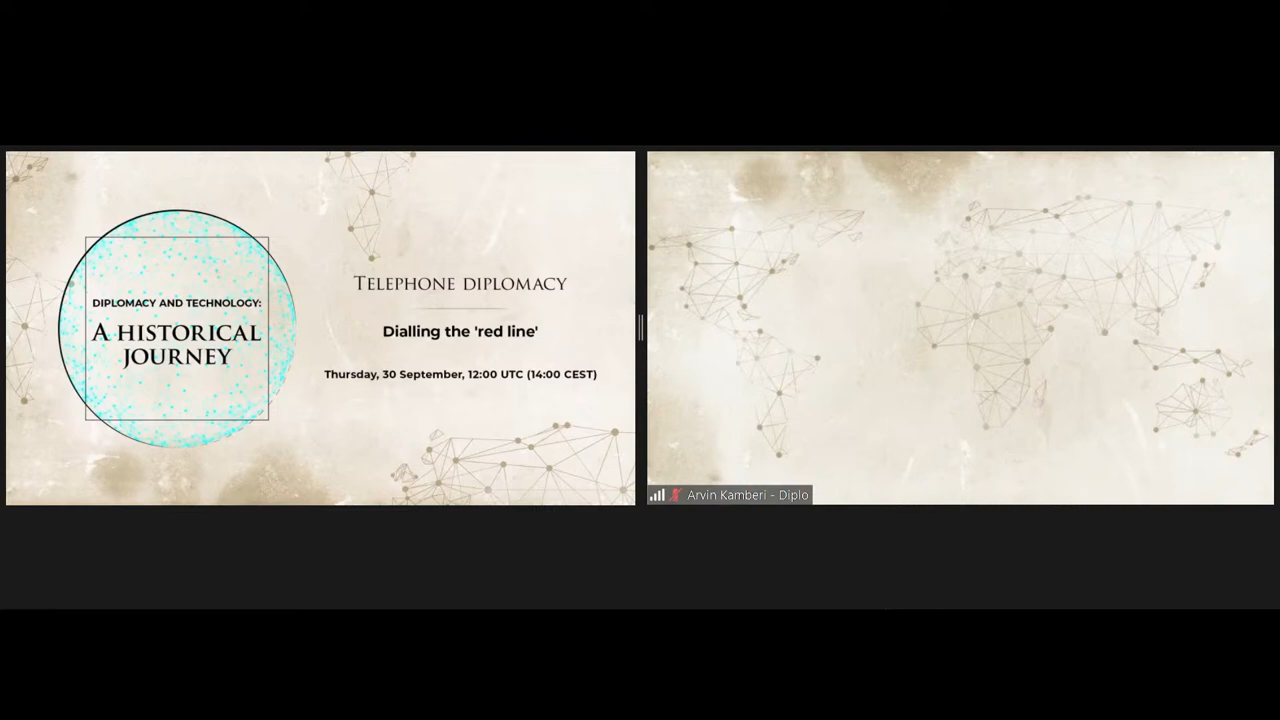 DIPLOMACY AND TECHNOLOGY:
A HISTORICAL
JOURNEY
TELEPHONE DIPLOMACY
Dialling the 'red line'
Thursday, 30 September, 12:00 UTC (14:00 CEST)
Arvin Kamberi - Diplo